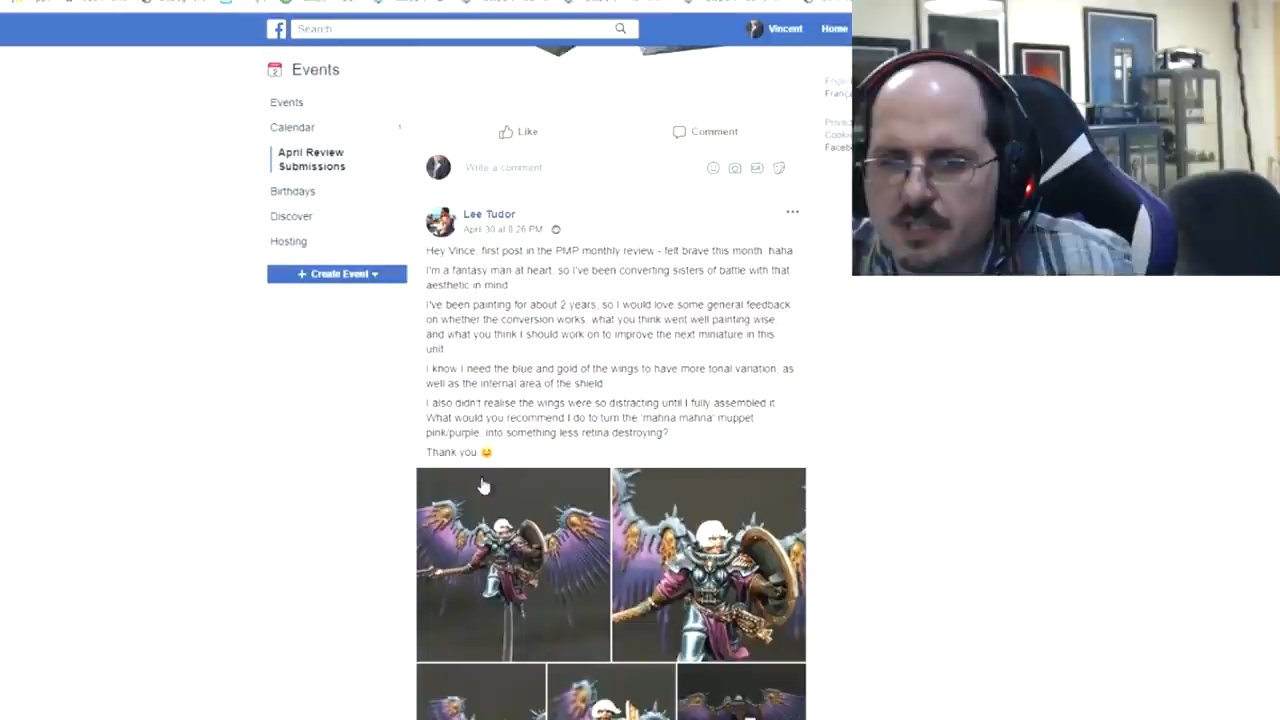 Search
Vincent
Home
Events
Events
Calendar
1
April Review
Submissions
Birthdays
Discover
Hosting
+ Create Event
Like
Comment
Write a comment
Lee Tudor
April 30 at 8:26 PM
Hey Vince, first post in the PMP monthly review - felt brave this month haha
I'm a fantasy man at heart, so I've been converting sisters of battle with that
aesthetic in mind
I've been painting for about 2 years, so I would love some general feedback
on whether the conversion works, what you think went well painting wise
and what you think I should work on to improve the next miniature in this
unit
I know I need the blue and gold of the wings to have more tonal variation, as
well as the internal area of the shield
I also didn't realise the wings were so distracting until I fully assembled it
What would you recommend I do to turn the 'mahna mahna' muppet
pink/purple, into something less retina destroying?
Thank you